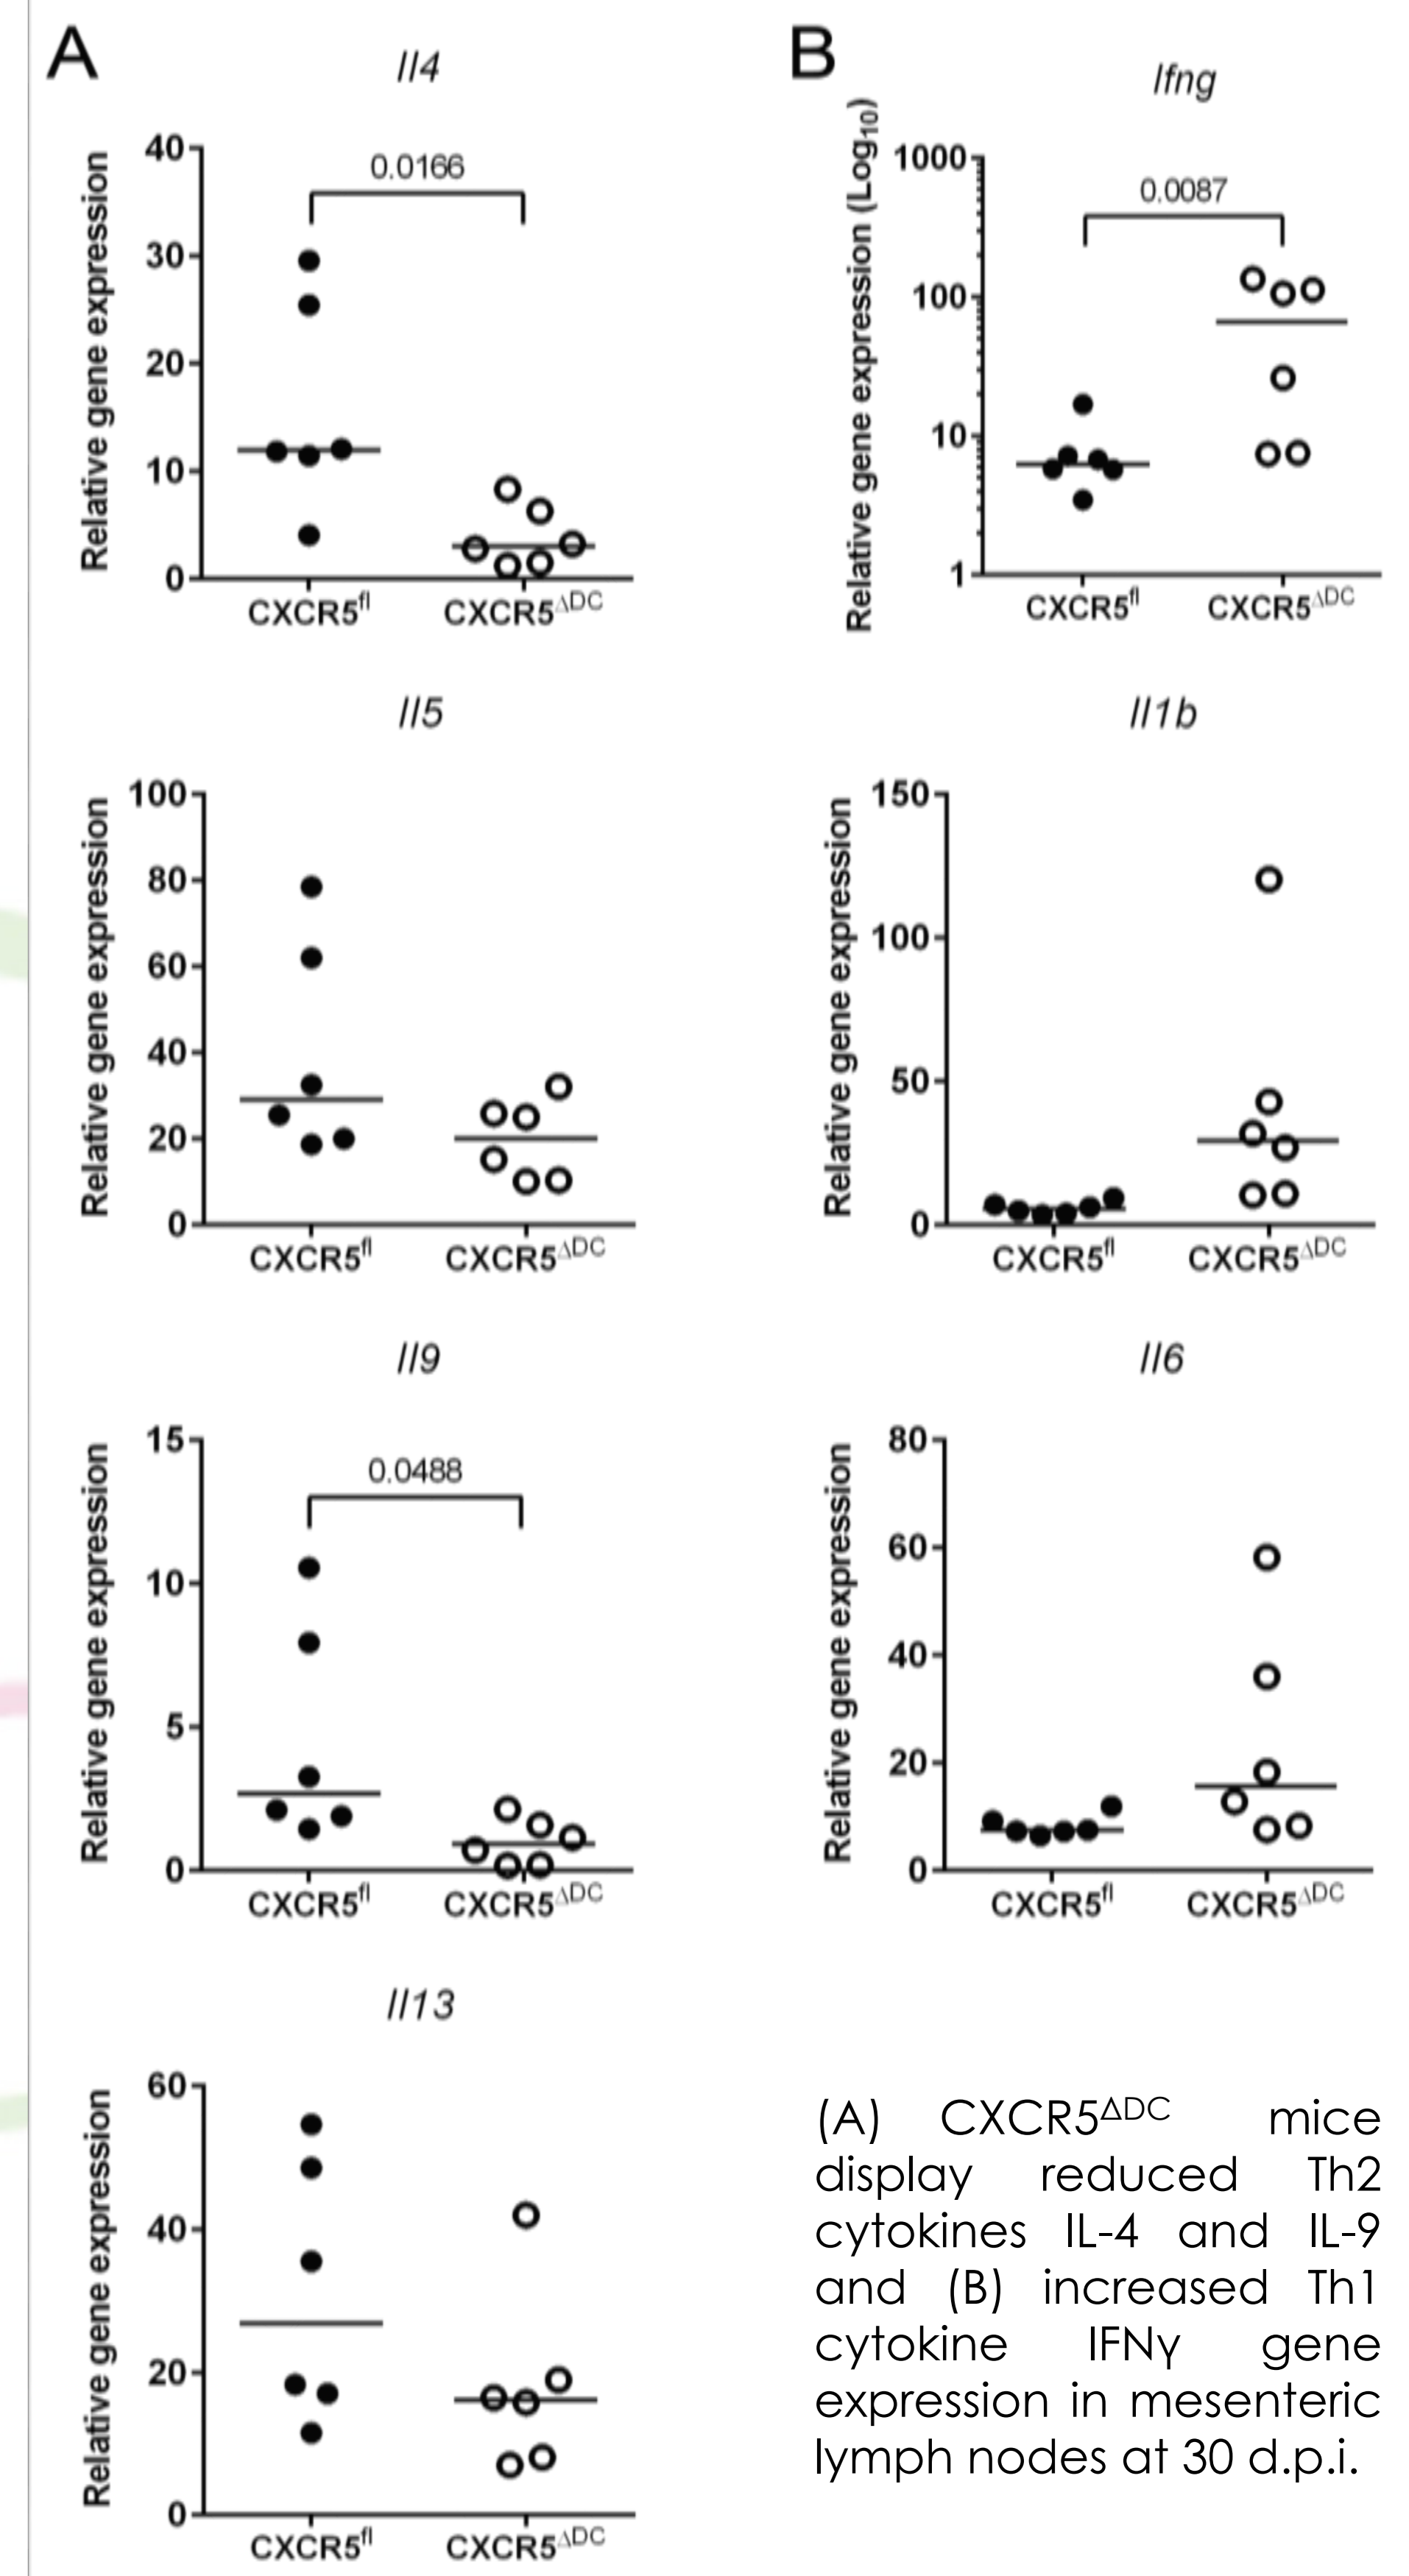 A
Il4
Relative gene expression
40
30
20
10
0
0.0166
CXCR5fl
CXCR5ΔDC
Il5
Relative gene expression
100
80
60
40
20
0
CXCR5fl
CXCR5ΔDC
Il9
Relative gene expression
15
10
5
0
0.0488
CXCR5fl
CXCR5ΔDC
Il13
Relative gene expression
60
40
20
0
CXCR5fl
CXCR5ΔDC
B
Ifng
Relative gene expression (Log10)
1000
100
10
1
0.0087
CXCR5fl
CXCR5ΔDC
Il1b
Relative gene expression
150
100
50
0
CXCR5fl
CXCR5ΔDC
Il6
Relative gene expression
80
60
40
20
0
CXCR5fl
CXCR5ΔDC
(A) CXCR5ΔDC mice
display reduced Th2
cytokines IL-4 and IL-9
and (B) increased Th1
cytokine IFNγ gene
expression in mesenteric
lymph nodes at 30 d.p.i.